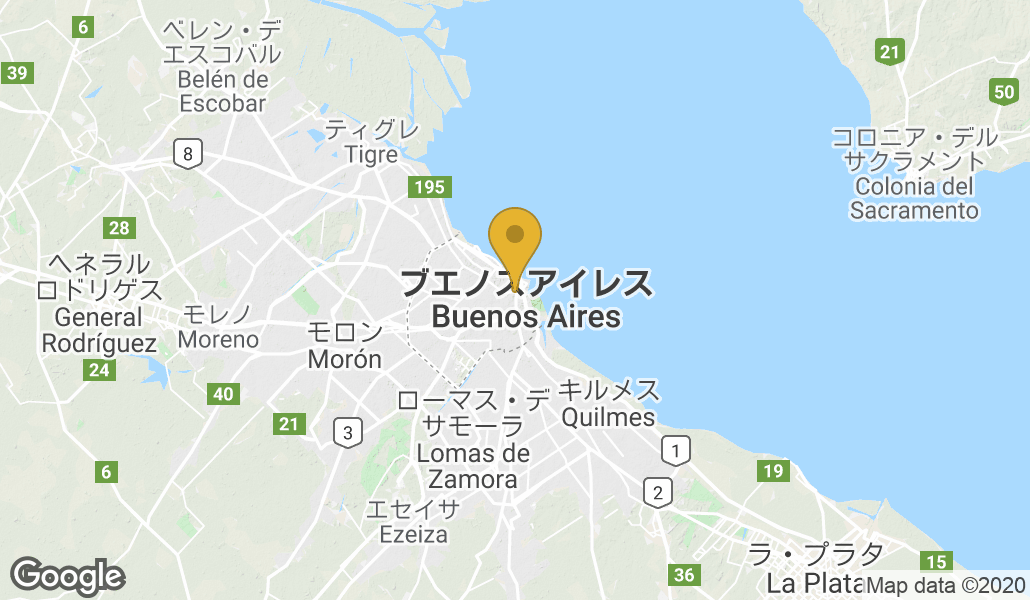 6
ベレン・デ
エスコバル
Belén de
Escobar
39
21
50
ティグレ
Tigre
コロニア・デル
サクラメント
Colonia del
Sacramento
8
195
28
ヘネラル
ロドリゲス
General
Rodríguez
ブエノスアイレス
Buenos Aires
モレノ
Moreno
モロン
Morón
24
40
キルメス
Quilmes
ローマス・デ
サモーラ
Lomas de
Zamora
21
3
1
6
19
2
エセイサ
Ezeiza
ラ・プラタ
La Plata
15
36
Google
Map data ©2020